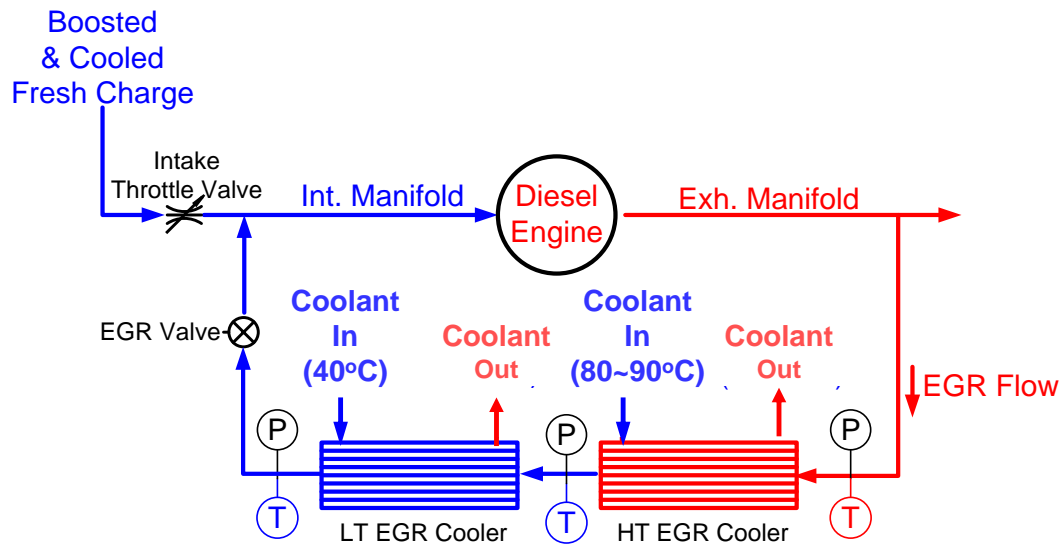 Boosted
& Cooled
Fresh Charge
Intake
Throttle Valve
Int. Manifold
Diesel
Engine
Exh. Manifold
EGR Valve
Coolant
In
(40°C)
Coolant
Out
Coolant
In
(80~90°C)
Coolant
Out
EGR Flow
P
P
P
T
T
T
LT EGR Cooler
HT EGR Cooler